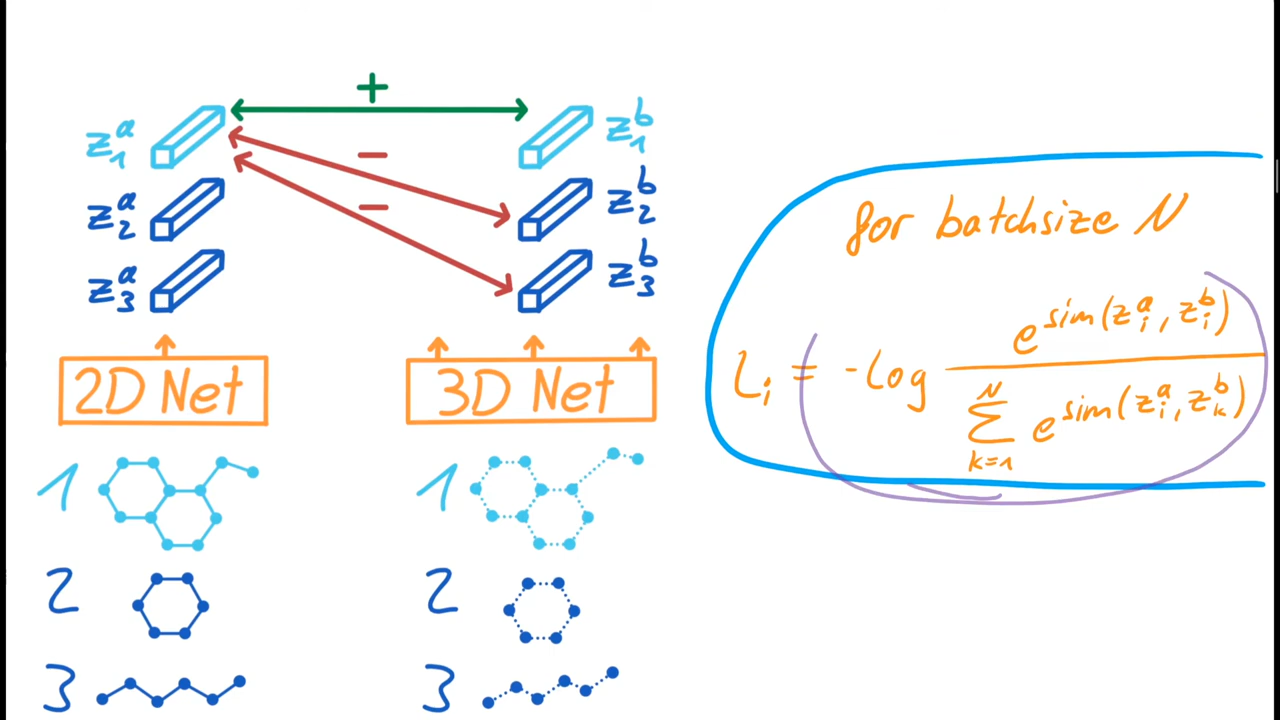 +
z₁ᵃ
z₁ᵇ
−
z₂ᵃ
−
z₂ᵇ
z₃ᵃ
z₃ᵇ
2D Net
3D Net
1
1
2
2
3
3
for batchsize N
Lᵢ = -log e^sim(zᵢᵃ, zᵢᵇ) / ∑_{k=1}^{N} e^sim(zᵢᵃ, zₖᵇ)